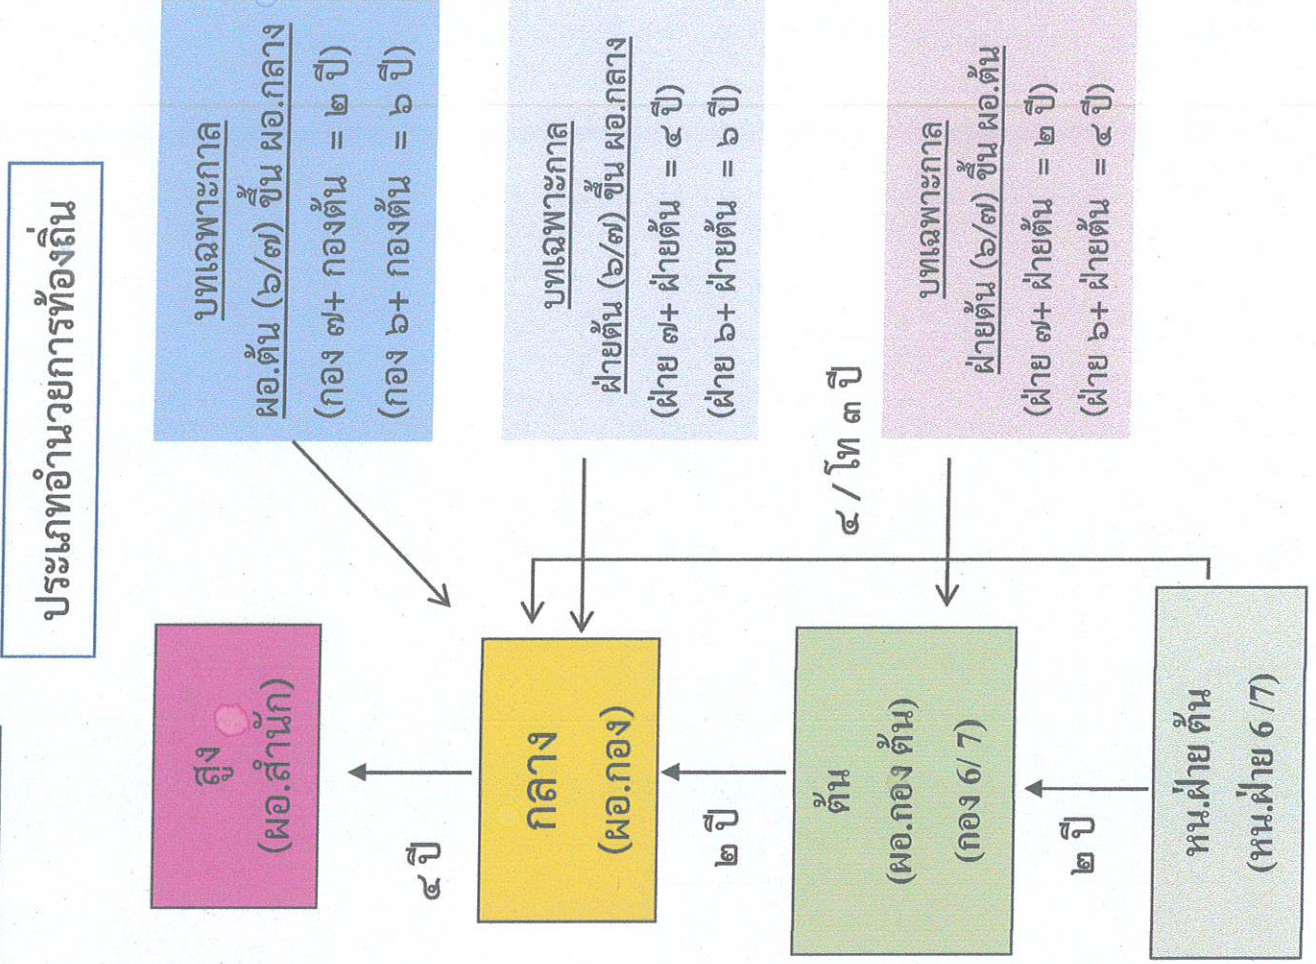 ประเภทอำนวยการท้องถิ่น
สูง
(ผอ.สำนัก)
๔ ปี
กลาง
(ผอ.กอง)
๒ ปี
ต้น
(ผอ.กอง ต้น)
(กอง 6/ 7)
๒ ปี
หน.ฝ่าย ต้น
(หน.ฝ่าย 6 /7)
๔ / โท ๓ ปี
บทเฉพาะกาล
ผอ.ต้น (๖/๗) ขึ้น ผอ.กลาง
(กอง ๗+ กองต้น = ๒ ปี)
(กอง ๖+ กองต้น = ๖ ปี)
บทเฉพาะกาล
ฝ่ายต้น (๖/๗) ขึ้น ผอ.กลาง
(ฝ่าย ๗+ ฝ่ายต้น = ๔ ปี)
(ฝ่าย ๖+ ฝ่ายต้น = ๖ ปี)
บทเฉพาะกาล
ฝ่ายต้น (๖/๗) ขึ้น ผอ.ต้น
(ฝ่าย ๗+ ฝ่ายต้น = ๒ ปี)
(ฝ่าย ๖+ ฝ่ายต้น = ๔ ปี)